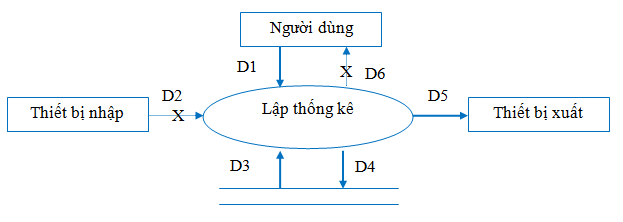 Người dùng
D1
X
D6
D2
D5
Thiết bị nhập
X
Lập thống kê
Thiết bị xuất
D3
D4